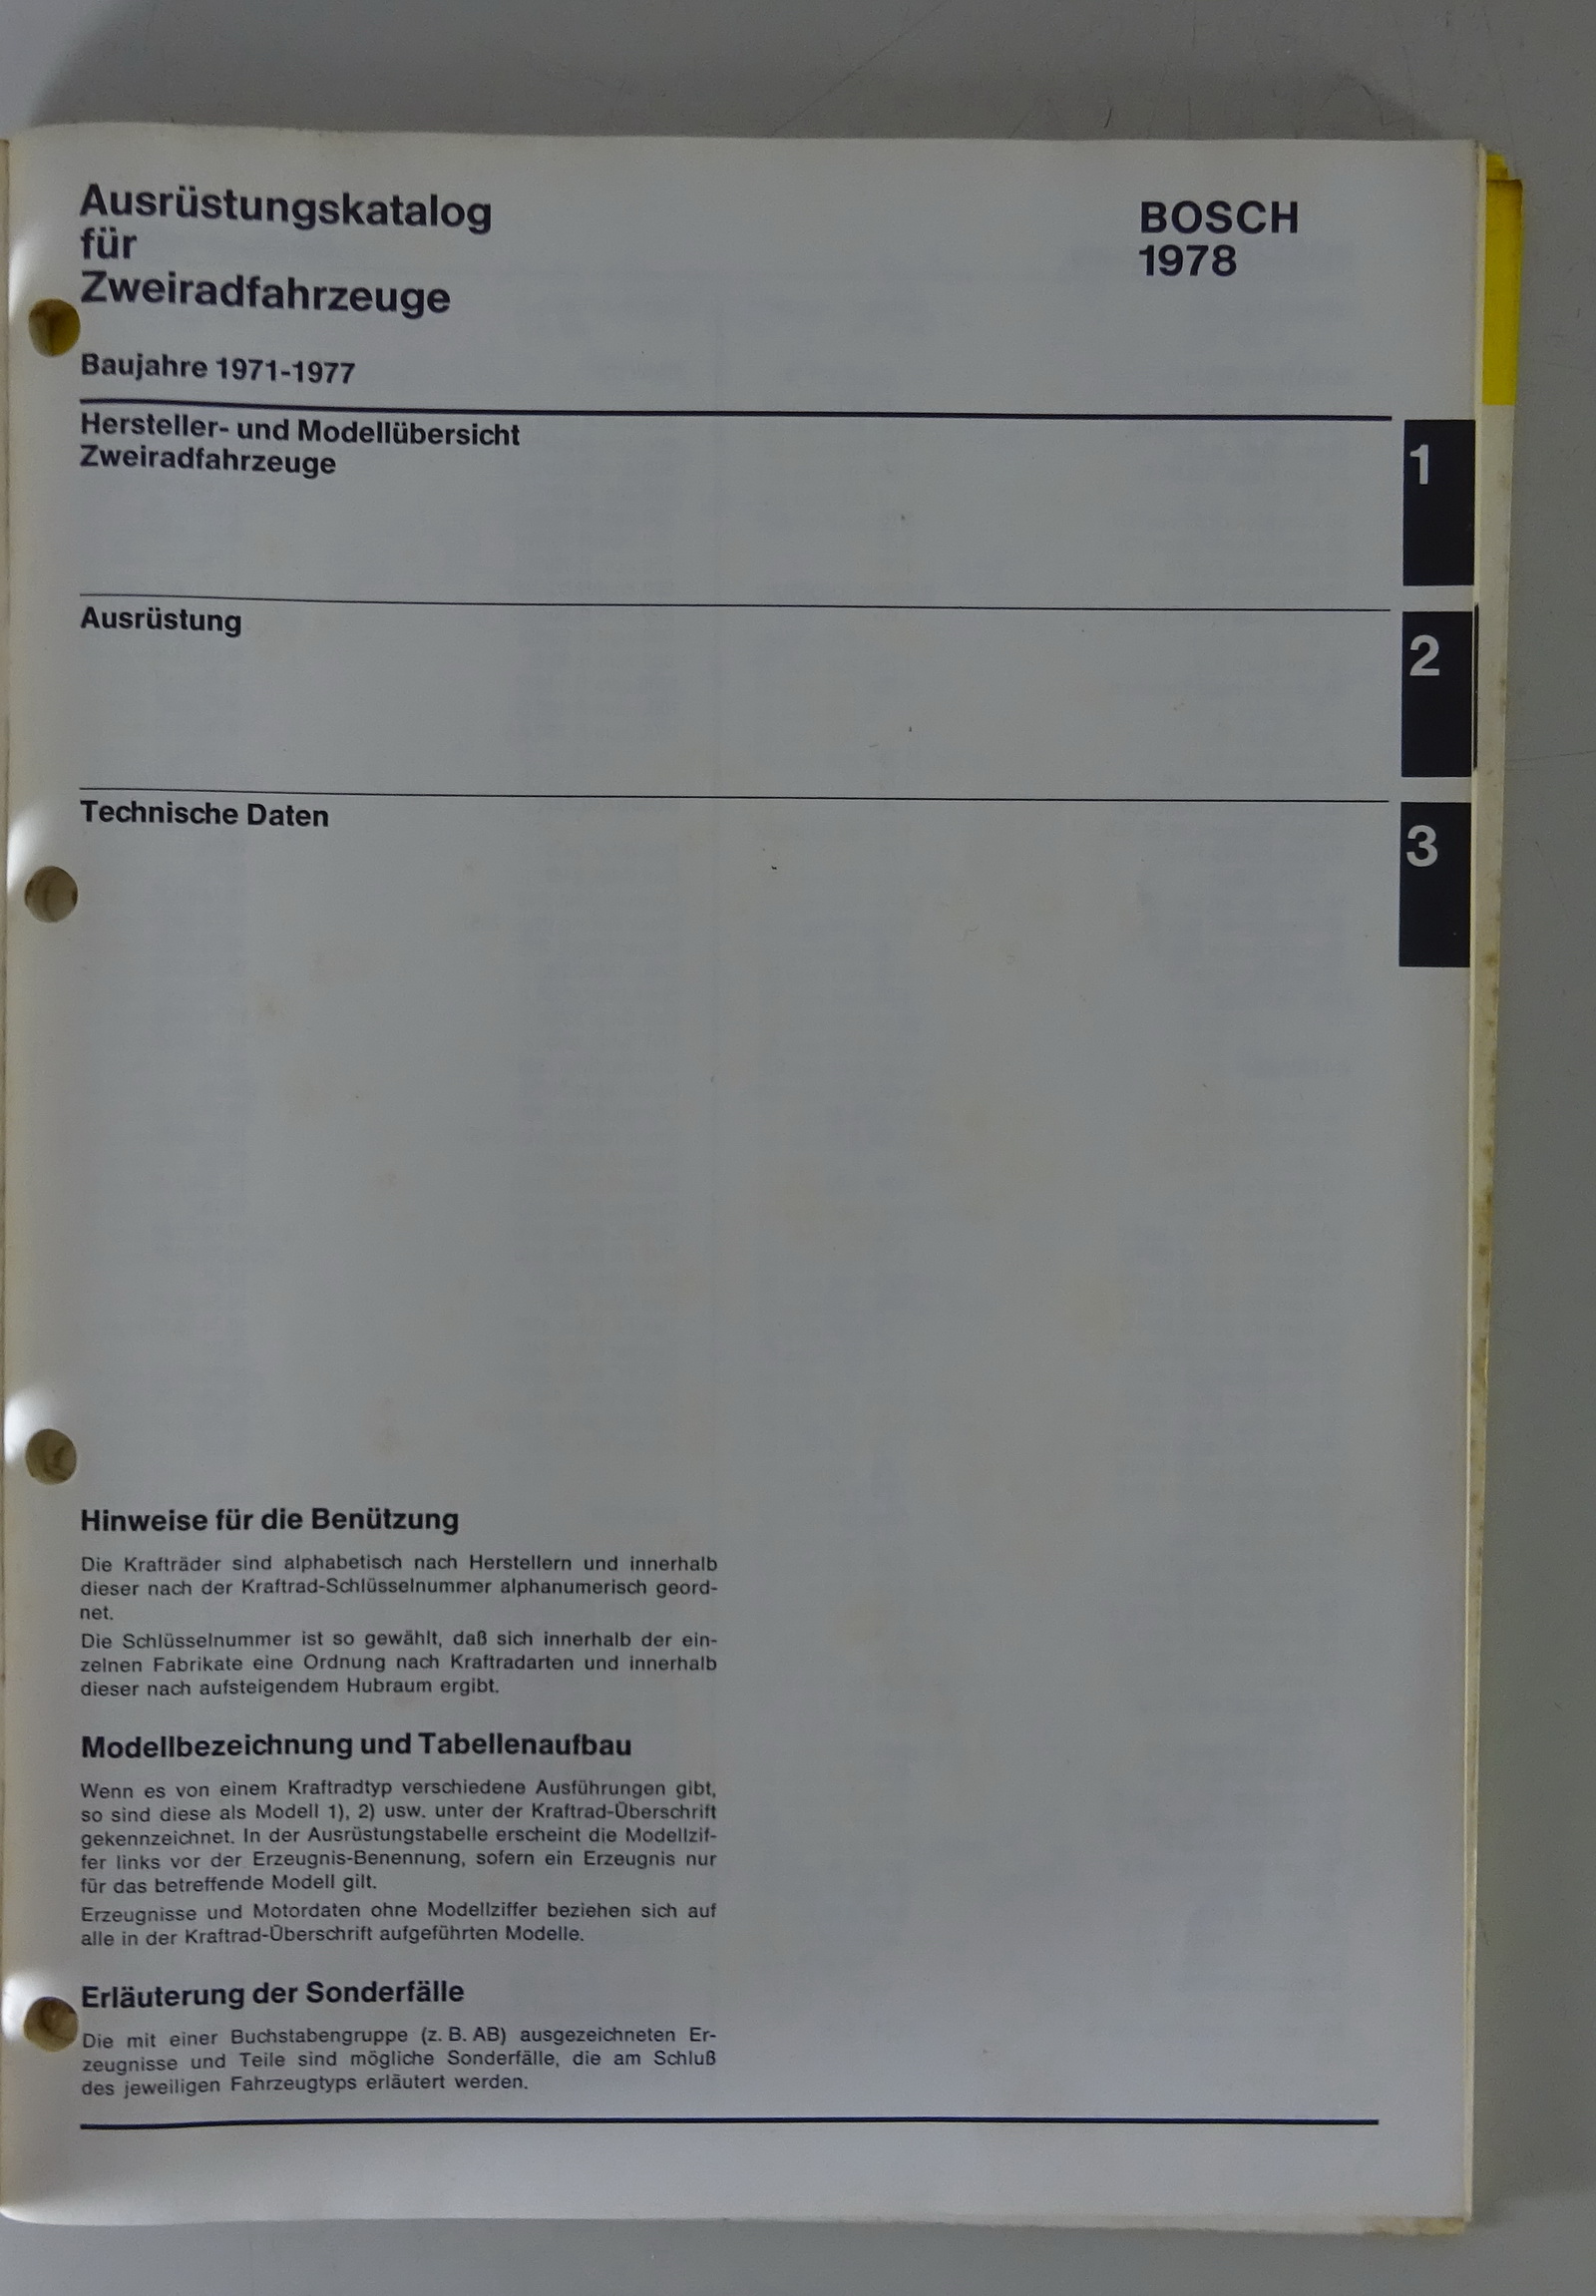 Ausrüstungskatalog
für
Zweiradfahrzeuge
BOSCH
1978
Baujahre 1971-1977
Hersteller- und Modellübersicht
Zweiradfahrzeuge
1
Ausrüstung
2
Technische Daten
3
Hinweise für die Benützung
Die Krafträder sind alphabetisch nach Herstellern und innerhalb
dieser nach der Kraftrad-Schlüsselnummer alphanumerisch geord-
net.
Die Schlüsselnummer ist so gewählt, daß sich innerhalb der ein-
zelnen Fabrikate eine Ordnung nach Kraftradarten und innerhalb
dieser nach aufsteigendem Hubraum ergibt.
Modellbezeichnung und Tabellenaufbau
Wenn es von einem Kraftradtyp verschiedene Ausführungen gibt,
so sind diese als Modell 1), 2) usw. unter der Kraftrad-Überschrift
gekennzeichnet. In der Ausrüstungstabelle erscheint die Modellzif-
fer links vor der Erzeugnis-Benennung, sofern ein Erzeugnis nur
für das betreffende Modell gilt.
Erzeugnisse und Motordaten ohne Modellziffer beziehen sich auf
alle in der Kraftrad-Überschrift aufgeführten Modelle.
Erläuterung der Sonderfälle
Die mit einer Buchstabengruppe (z. B. AB) ausgezeichneten Er-
zeugnisse und Teile sind mögliche Sonderfälle, die am Schluß
des jeweiligen Fahrzeugtyps erläutert werden.